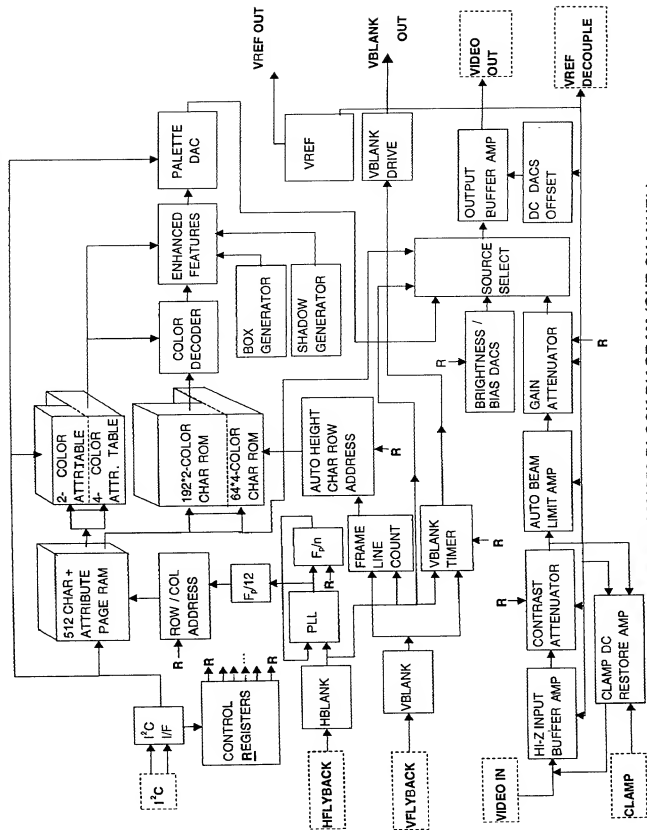 I²C
I²C
I/F
CONTROL
REGISTERS
R
R
512 CHAR +
ATTRIBUTE
PAGE RAM
2- COLOR
ATTRTABLE
4- COLOR
ATTR. TABLE
ROW / COL
ADDRESS
R
192*2-COLOR
CHAR ROM
64*4-COLOR
CHAR ROM
COLOR
DECODER
ENHANCED
FEATURES
PALETTE
DAC
BOX
GENERATOR
SHADOW
GENERATOR
VREF
VREF OUT
HFLYBACK
HBLANK
PLL
Fp/12
Fp/n
R
AUTO HEIGHT
CHAR ROW
ADDRESS
R
FRAME
LINE
COUNT
VFLYBACK
VBLANK
VBLANK
TIMER
R
VBLANK
DRIVE
VBLANK
OUT
VIDEO IN
HI-Z INPUT
BUFFER AMP
CONTRAST
ATTENUATOR
R
AUTO BEAM
LIMIT AMP
GAIN
ATTENUATOR
R
BRIGHTNESS /
BIAS DACS
R
SOURCE
SELECT
OUTPUT
BUFFER AMP
DC DACS
OFFSET
VIDEO
OUT
CLAMP
CLAMP DC
RESTORE AMP
VREF
DECOUPLE